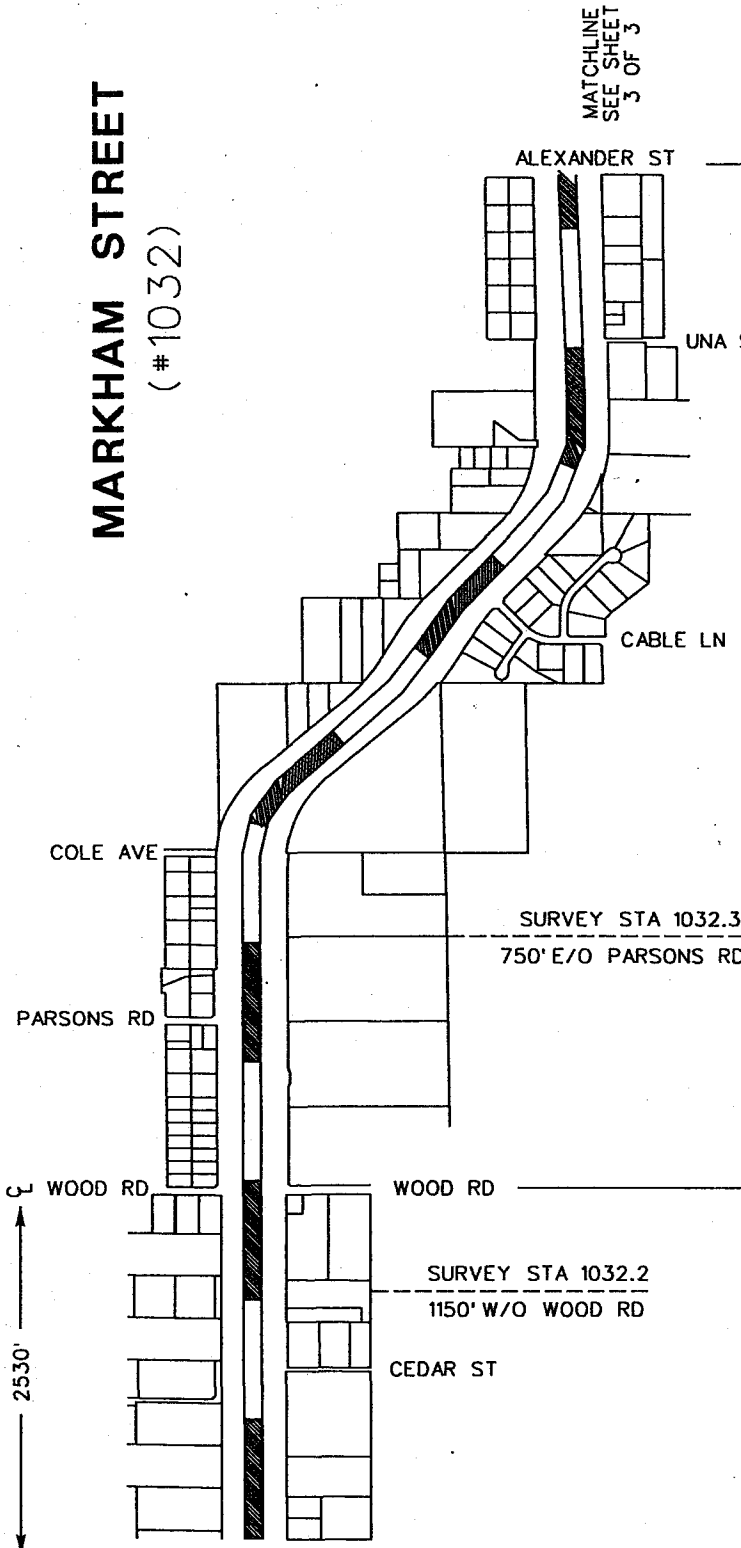 MARKHAM STREET
(#1032)
MATCHLINE
SEE SHEET
3 OF 3
ALEXANDER ST
UNA
CABLE LN
COLE AVE
SURVEY STA 1032.3
750' E/O PARSONS RD
PARSONS RD
CL WOOD RD
WOOD RD
SURVEY STA 1032.2
1150' W/O WOOD RD
2530'
CEDAR ST